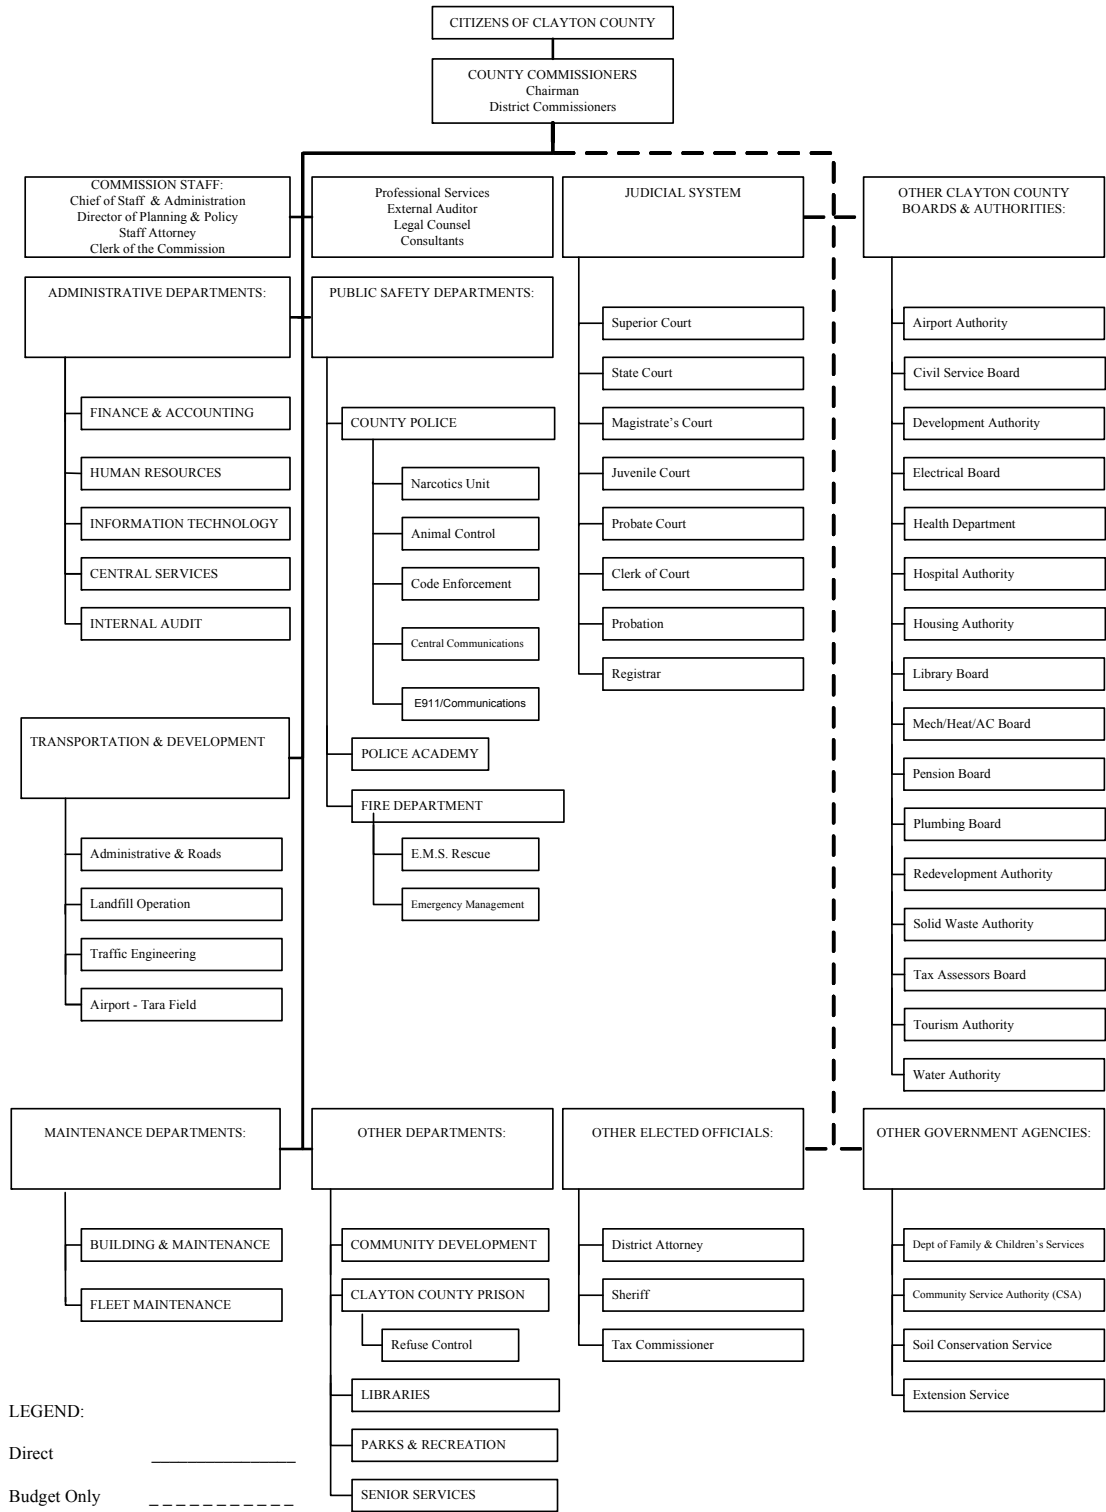 CITIZENS OF CLAYTON COUNTY
COUNTY COMMISSIONERS
Chairman
District Commissioners
COMMISSION STAFF:
Chief of Staff & Administration
Director of Planning & Policy
Staff Attorney
Clerk of the Commission
Professional Services
External Auditor
Legal Counsel
Consultants
JUDICIAL SYSTEM
OTHER CLAYTON COUNTY
BOARDS & AUTHORITIES:
ADMINISTRATIVE DEPARTMENTS:
FINANCE & ACCOUNTING
HUMAN RESOURCES
INFORMATION TECHNOLOGY
CENTRAL SERVICES
INTERNAL AUDIT
PUBLIC SAFETY DEPARTMENTS:
COUNTY POLICE
Narcotics Unit
Animal Control
Code Enforcement
Central Communications
E911/Communications
POLICE ACADEMY
FIRE DEPARTMENT
E.M.S. Rescue
Emergency Management
Superior Court
State Court
Magistrate's Court
Juvenile Court
Probate Court
Clerk of Court
Probation
Registrar
Airport Authority
Civil Service Board
Development Authority
Electrical Board
Health Department
Hospital Authority
Housing Authority
Library Board
Mech/Heat/AC Board
Pension Board
Plumbing Board
Redevelopment Authority
Solid Waste Authority
Tax Assessors Board
Tourism Authority
Water Authority
TRANSPORTATION & DEVELOPMENT
Administrative & Roads
Landfill Operation
Traffic Engineering
Airport - Tara Field
MAINTENANCE DEPARTMENTS:
BUILDING & MAINTENANCE
FLEET MAINTENANCE
OTHER DEPARTMENTS:
COMMUNITY DEVELOPMENT
CLAYTON COUNTY PRISON
Refuse Control
LIBRARIES
PARKS & RECREATION
SENIOR SERVICES
OTHER ELECTED OFFICIALS:
District Attorney
Sheriff
Tax Commissioner
OTHER GOVERNMENT AGENCIES:
Dept of Family & Children's Services
Community Service Authority (CSA)
Soil Conservation Service
Extension Service
LEGEND:
Direct
Budget Only